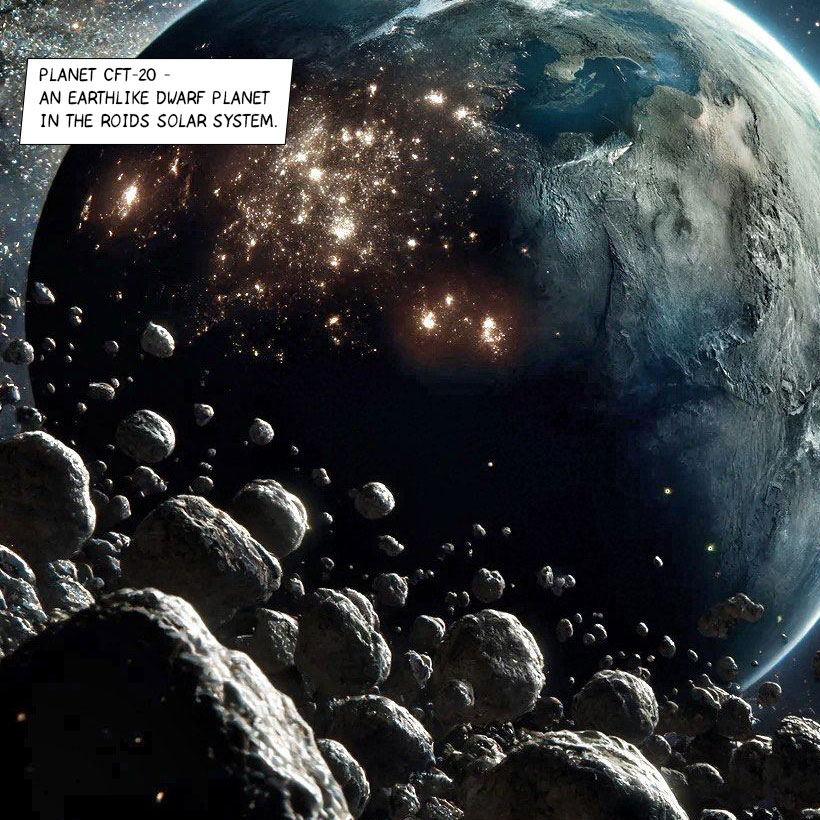 PLANET CFT-20 -
AN EARTHLIKE DWARF PLANET
IN THE ROIDS SOLAR SYSTEM.